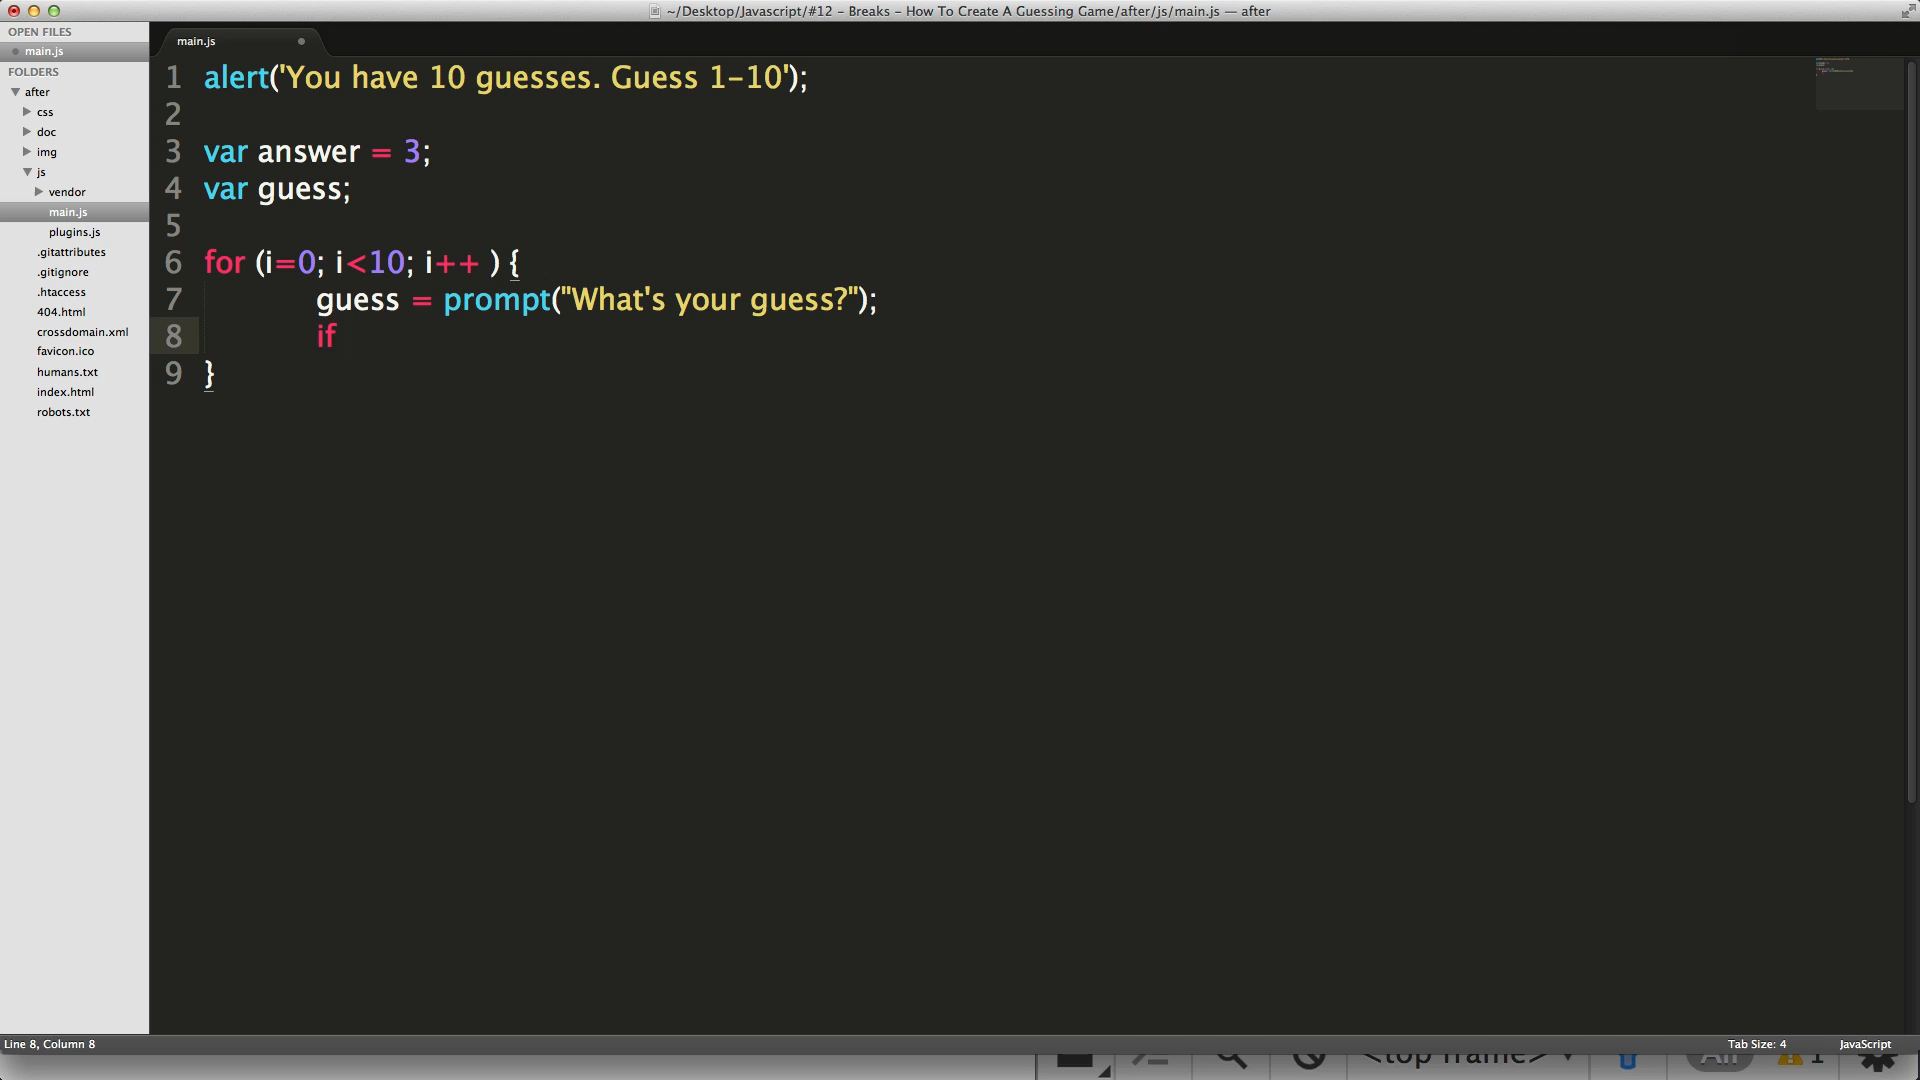 ~/Desktop/Javascript/#12 - Breaks - How To Create A Guessing Game/after/js/main.js — after
OPEN FILES
main.js
FOLDERS
after
css
doc
img
js
vendor
main.js
plugins.js
.gitattributes
.gitignore
.htaccess
404.html
crossdomain.xml
favicon.ico
humans.txt
index.html
robots.txt
main.js
1 alert('You have 10 guesses. Guess 1-10');
2
3 var answer = 3;
4 var guess;
5
6 for (i=0; i<10; i++ ) {
7 guess = prompt("What's your guess?");
8 if
9 }
Line 8, Column 8
Tab Size: 4
JavaScript
<top frame>
All
1